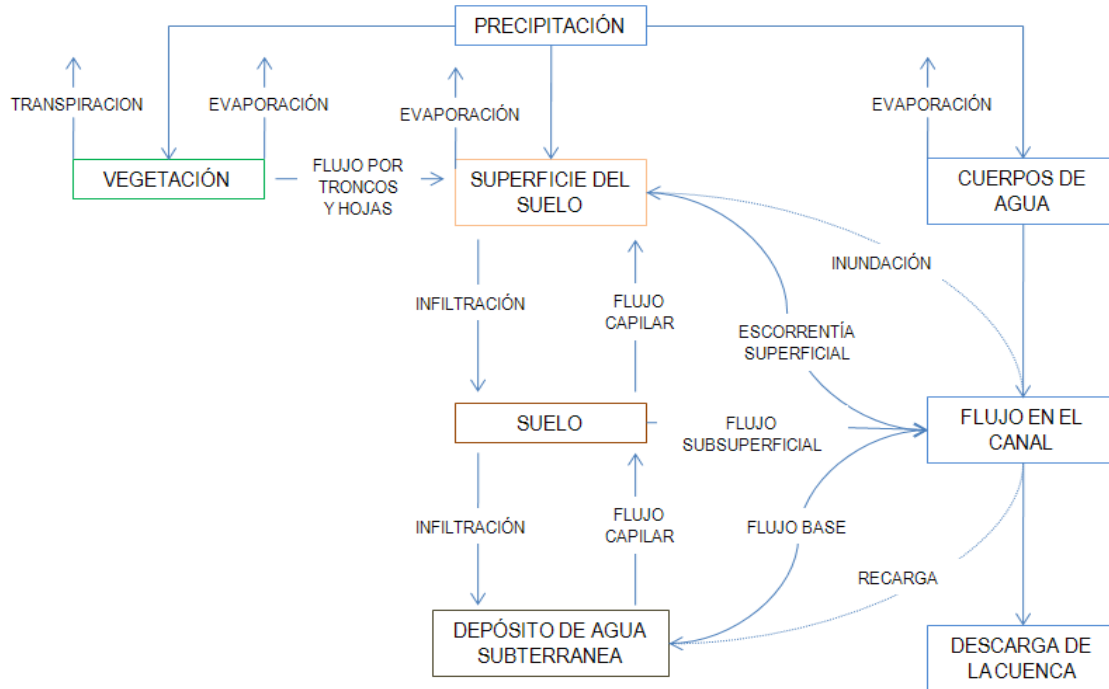 PRECIPITACIÓN
TRANSPIRACION
EVAPORACIÓN
EVAPORACIÓN
EVAPORACIÓN
VEGETACIÓN
FLUJO POR
TRONCOS
Y HOJAS
SUPERFICIE DEL
SUELO
CUERPOS DE
AGUA
INUNDACIÓN
INFILTRACIÓN
FLUJO
CAPILAR
ESCORRENTÍA
SUPERFICIAL
SUELO
FLUJO
SUBSUPERFICIAL
FLUJO EN EL
CANAL
INFILTRACIÓN
FLUJO
CAPILAR
FLUJO BASE
RECARGA
DEPÓSITO DE AGUA
SUBTERRANEA
DESCARGA DE
LA CUENCA